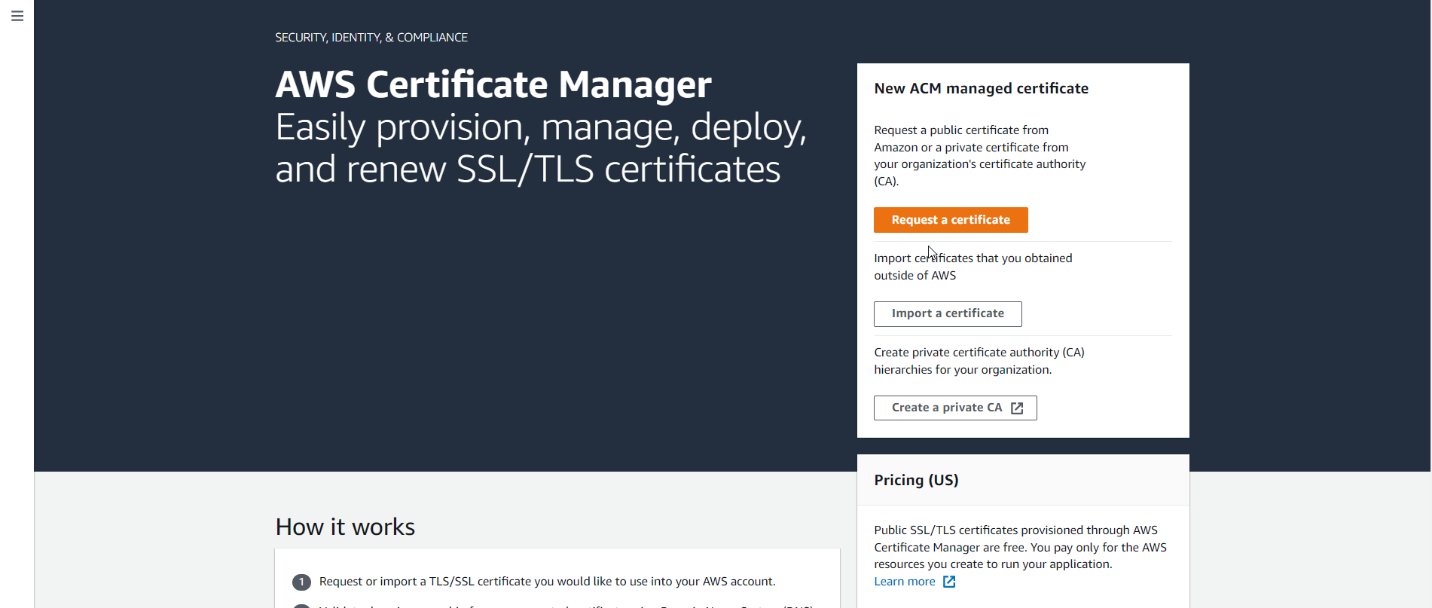 SECURITY, IDENTITY, & COMPLIANCE
AWS Certificate Manager
Easily provision, manage, deploy,
and renew SSL/TLS certificates
New ACM managed certificate
Request a public certificate from
Amazon or a private certificate from
your organization's certificate authority
(CA).
Request a certificate
Import certificates that you obtained
outside of AWS
Import a certificate
Create private certificate authority (CA)
hierarchies for your organization.
Create a private CA
Pricing (US)
Public SSL/TLS certificates provisioned through AWS
Certificate Manager are free. You pay only for the AWS
resources you create to run your application.
Learn more
How it works
1 Request or import a TLS/SSL certificate you would like to use into your AWS account.